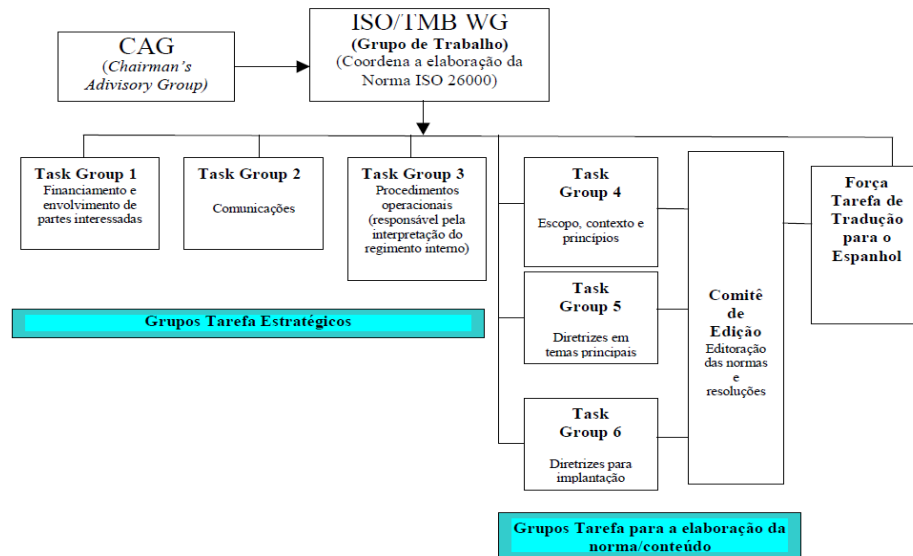 CAG
(Chairman's
Adivisory Group)
ISO/TMB WG
(Grupo de Trabalho)
(Coordena a elaboração da
Norma ISO 26000)
Task Group 1
Financiamento e
envolvimento de
partes interessadas
Task Group 2
Comunicações
Task Group 3
Procedimentos
operacionais
(responsável pela
interpretação do
regimento interno)
Grupos Tarefa Estratégicos
Task
Group 4
Escopo, contexto e
princípios
Task
Group 5
Diretrizes em
temas principais
Task
Group 6
Diretrizes para
implantação
Comitê
de
Edição
Editoração
das normas
e
resoluções
Força
Tarefa de
Tradução
para o
Espanhol
Grupos Tarefa para a elaboração da
norma/conteúdo